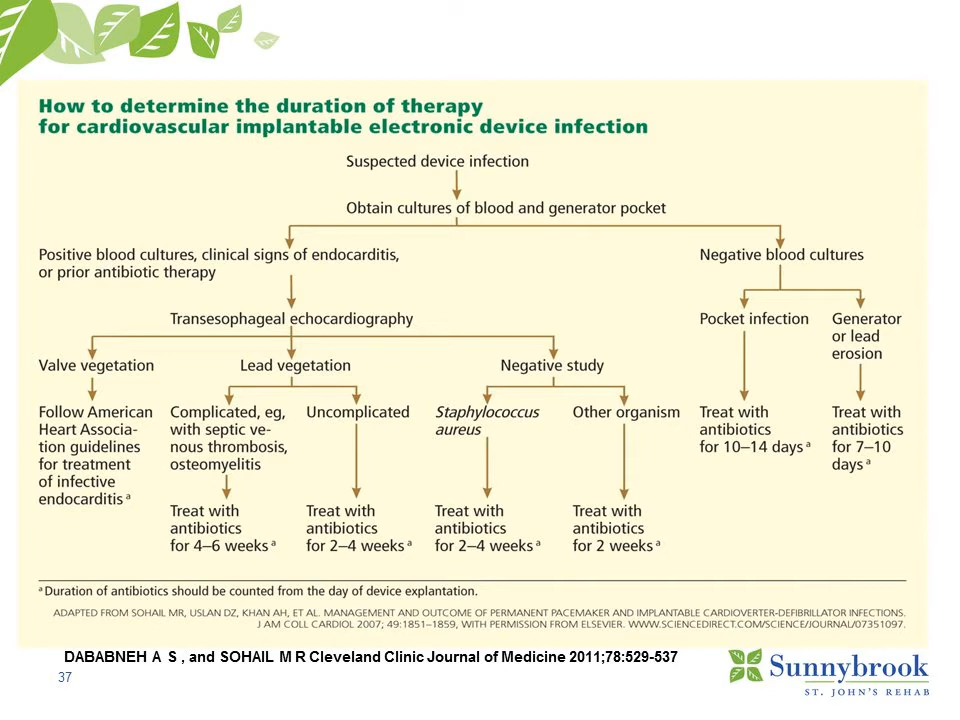 How to determine the duration of therapy
for cardiovascular implantable electronic device infection
Suspected device infection
Obtain cultures of blood and generator pocket
Positive blood cultures, clinical signs of endocarditis,
or prior antibiotic therapy
Negative blood cultures
Transesophageal echocardiography
Pocket infection
Generator
or lead
erosion
Valve vegetation
Lead vegetation
Negative study
Follow American
Heart Associa-
tion guidelines
for treatment
of infective
endocarditis a
Complicated, eg,
with septic ve-
nous thrombosis,
osteomyelitis
Uncomplicated
Staphylococcus
aureus
Other organism
Treat with
antibiotics
for 10–14 days a
Treat with
antibiotics
for 7–10
days a
Treat with
antibiotics
for 4–6 weeks a
Treat with
antibiotics
for 2–4 weeks a
Treat with
antibiotics
for 2–4 weeks a
Treat with
antibiotics
for 2 weeks a
a Duration of antibiotics should be counted from the day of device explantation.
ADAPTED FROM SOHAIL MR, USLAN DZ, KHAN AH, ET AL. MANAGEMENT AND OUTCOME OF PERMANENT PACEMAKER AND IMPLANTABLE CARDIOVERTER-DEFIBRILLATOR INFECTIONS.
J AM COLL CARDIOL 2007; 49:1851–1859, WITH PERMISSION FROM ELSEVIER. WWW.SCIENCEDIRECT.COM/SCIENCE/JOURNAL/07351097.
DABABNEH A S , and SOHAIL M R Cleveland Clinic Journal of Medicine 2011;78:529-537
37
Sunnybrook
ST. JOHN'S REHAB